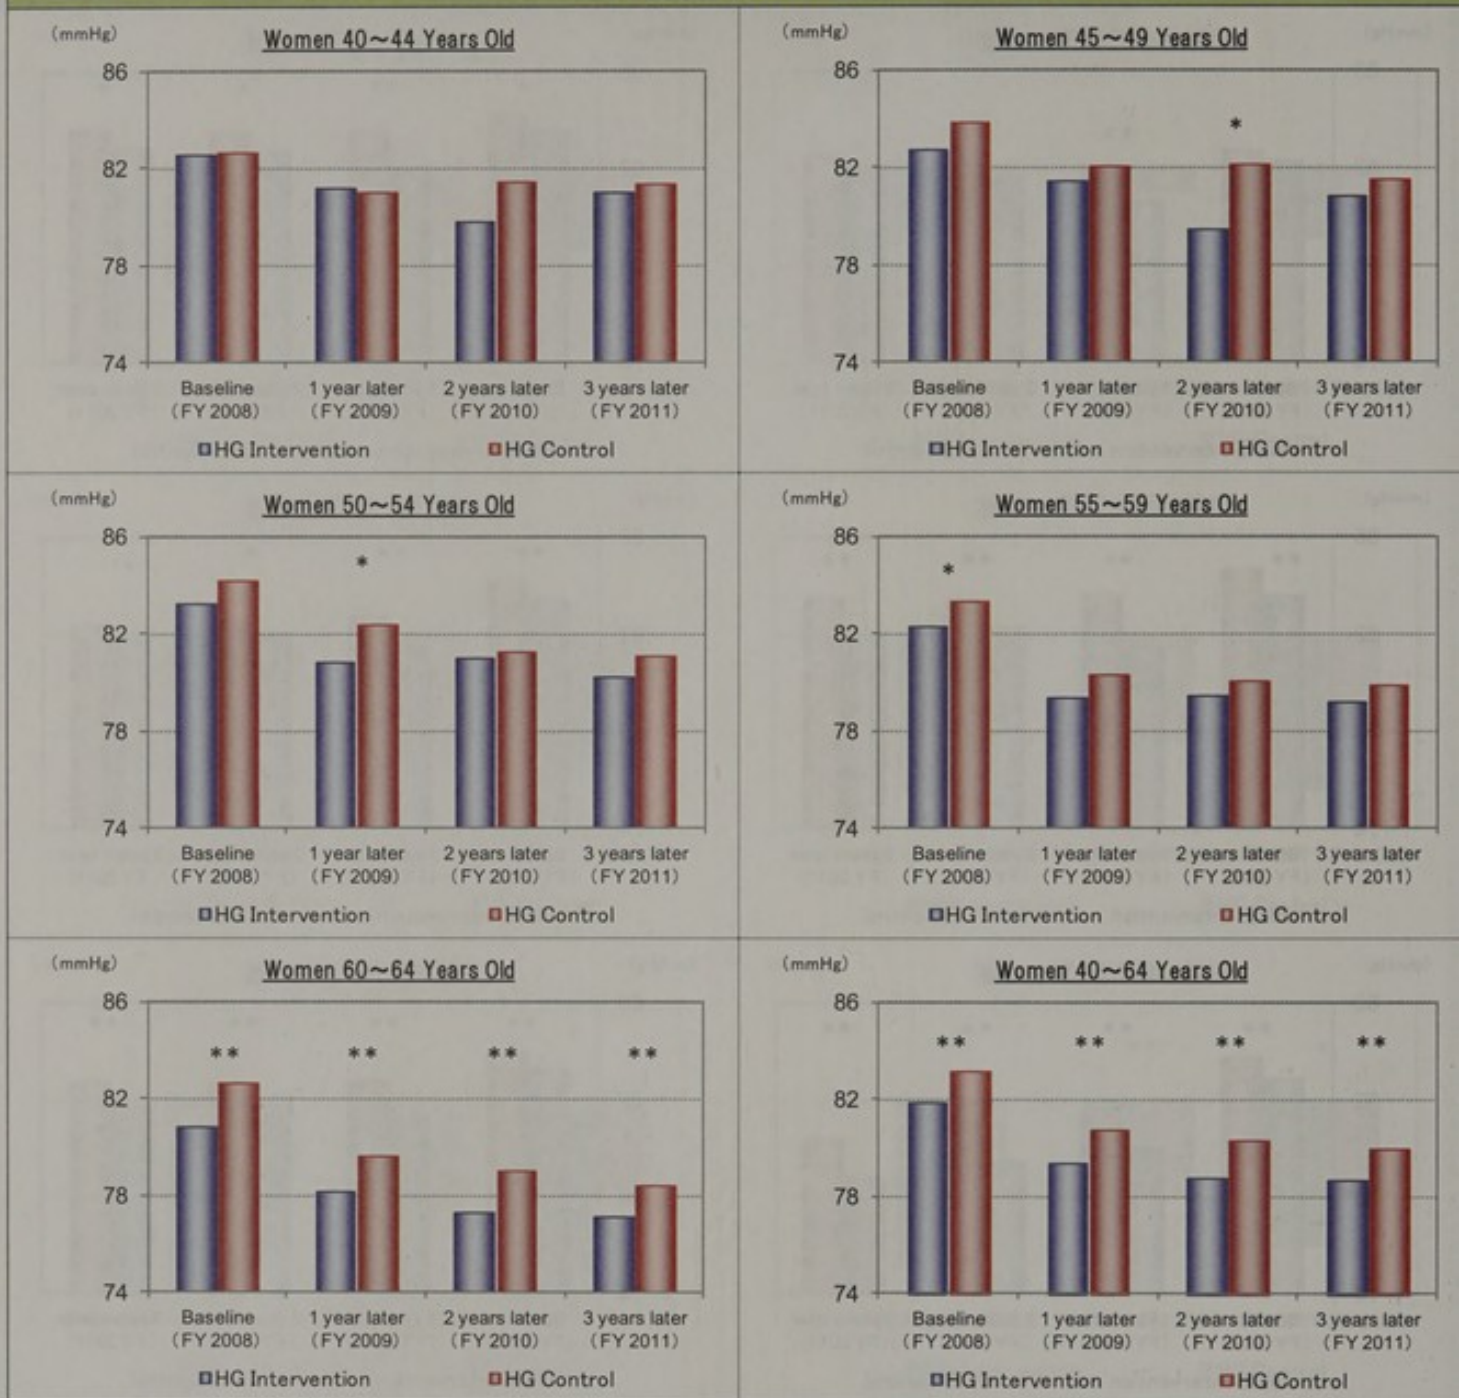 (mmHg)
Women 40～44 Years Old
86
82
78
74
*
Baseline 1 year later 2 years later 3 years later
(FY 2008) (FY 2009) (FY 2010) (FY 2011)
HG Intervention HG Control
(mmHg)
Women 45～49 Years Old
86
*
82
78
74
Baseline 1 year later 2 years later 3 years later
(FY 2008) (FY 2009) (FY 2010) (FY 2011)
HG Intervention HG Control
(mmHg)
Women 50～54 Years Old
86
*
82
78
74
Baseline 1 year later 2 years later 3 years later
(FY 2008) (FY 2009) (FY 2010) (FY 2011)
HG Intervention HG Control
(mmHg)
Women 55～59 Years Old
86
*
82
78
74
Baseline 1 year later 2 years later 3 years later
(FY 2008) (FY 2009) (FY 2010) (FY 2011)
HG Intervention HG Control
(mmHg)
Women 60～64 Years Old
86
** ** ** **
82
78
74
Baseline 1 year later 2 years later 3 years later
(FY 2008) (FY 2009) (FY 2010) (FY 2011)
HG Intervention HG Control
(mmHg)
Women 40～64 Years Old
86
** ** ** **
82
78
74
Baseline 1 year later 2 years later 3 years later
(FY 2008) (FY 2009) (FY 2010) (FY 2011)
HG Intervention HG Control